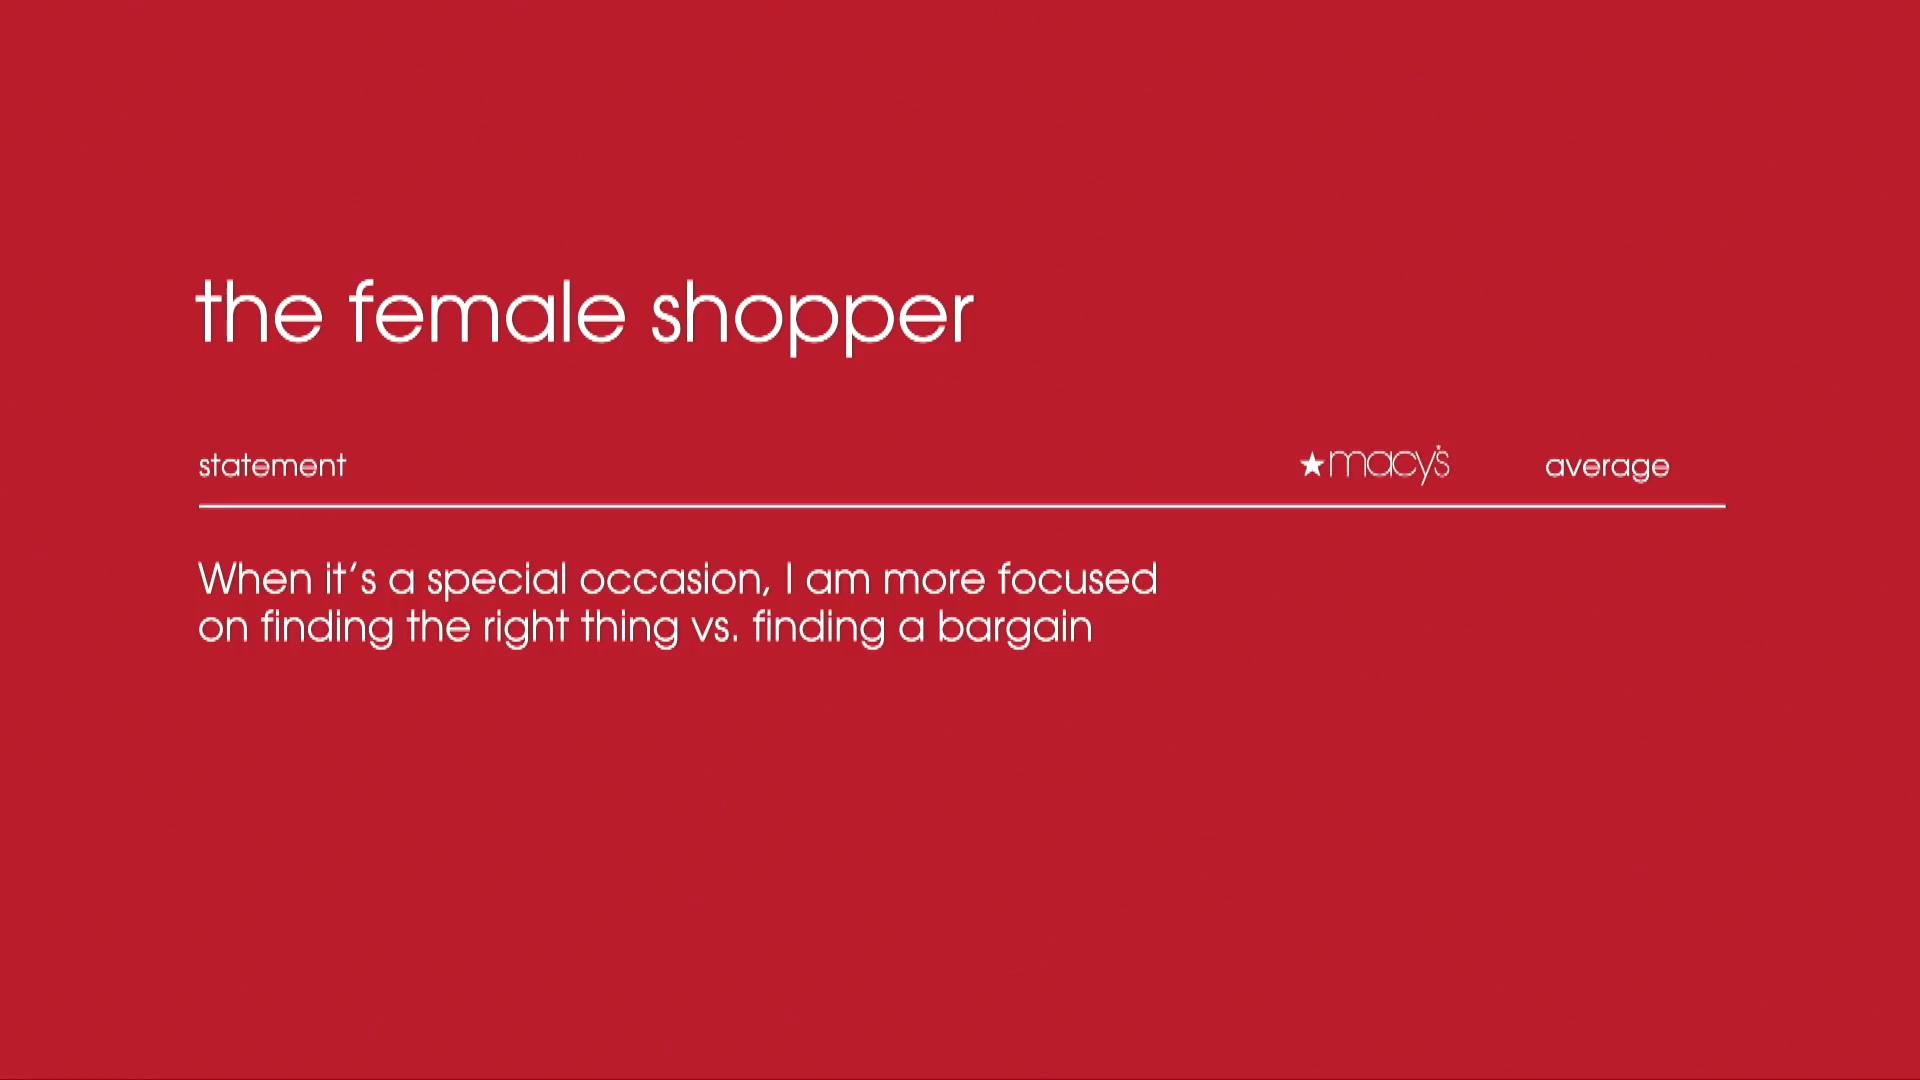 the female shopper
statement ★macy's average
When it's a special occasion, I am more focused
on finding the right thing vs. finding a bargain